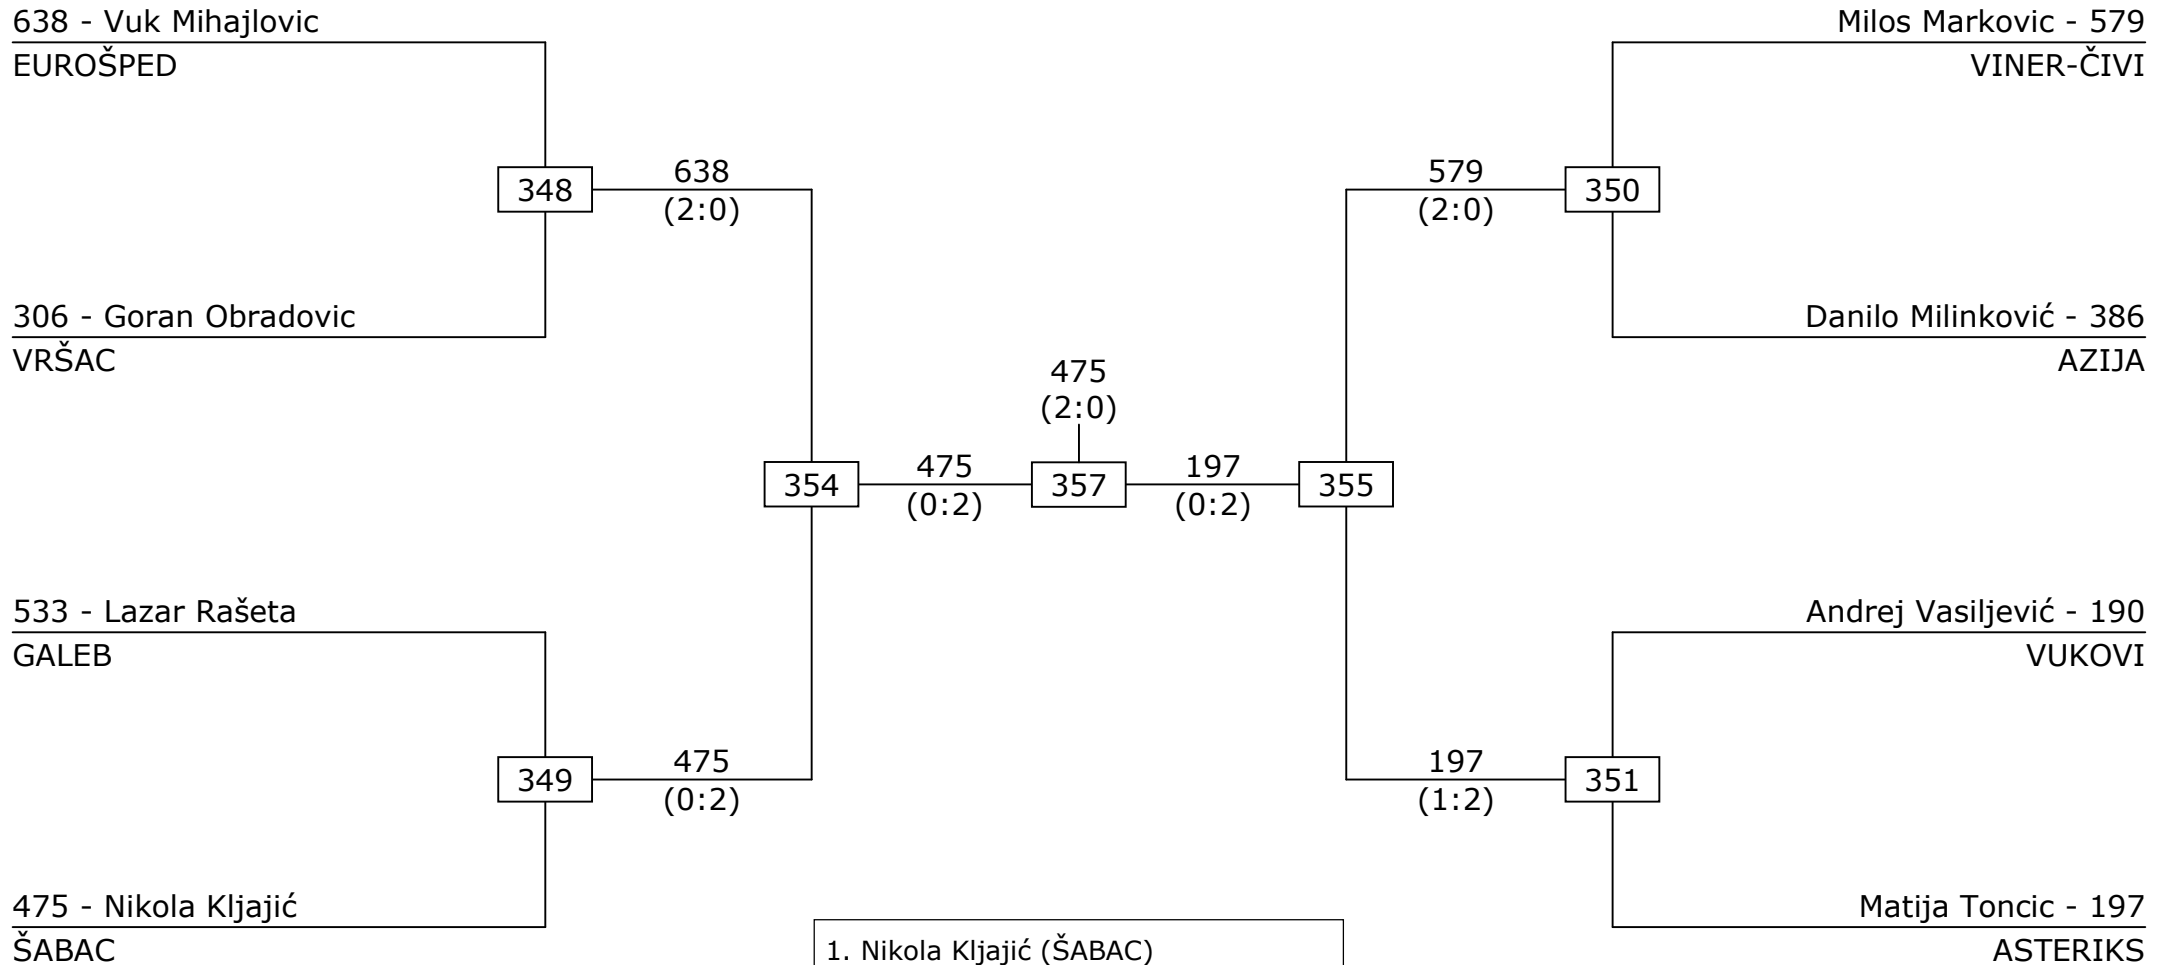 638 - Vuk Mihajlovic
EUROŠPED
Milos Markovic - 579
VINER-ČIVI
348
638
(2:0)
579
(2:0)
350
306 - Goran Obradovic
VRŠAC
Danilo Milinković - 386
AZIJA
475
(2:0)
354
475
(0:2)
357
197
(0:2)
355
533 - Lazar Rašeta
GALEB
Andrej Vasiljević - 190
VUKOVI
349
475
(0:2)
197
(1:2)
351
475 - Nikola Kljajić
ŠABAC
Matija Toncic - 197
ASTERIKS
1. Nikola Kljajić (ŠABAC)